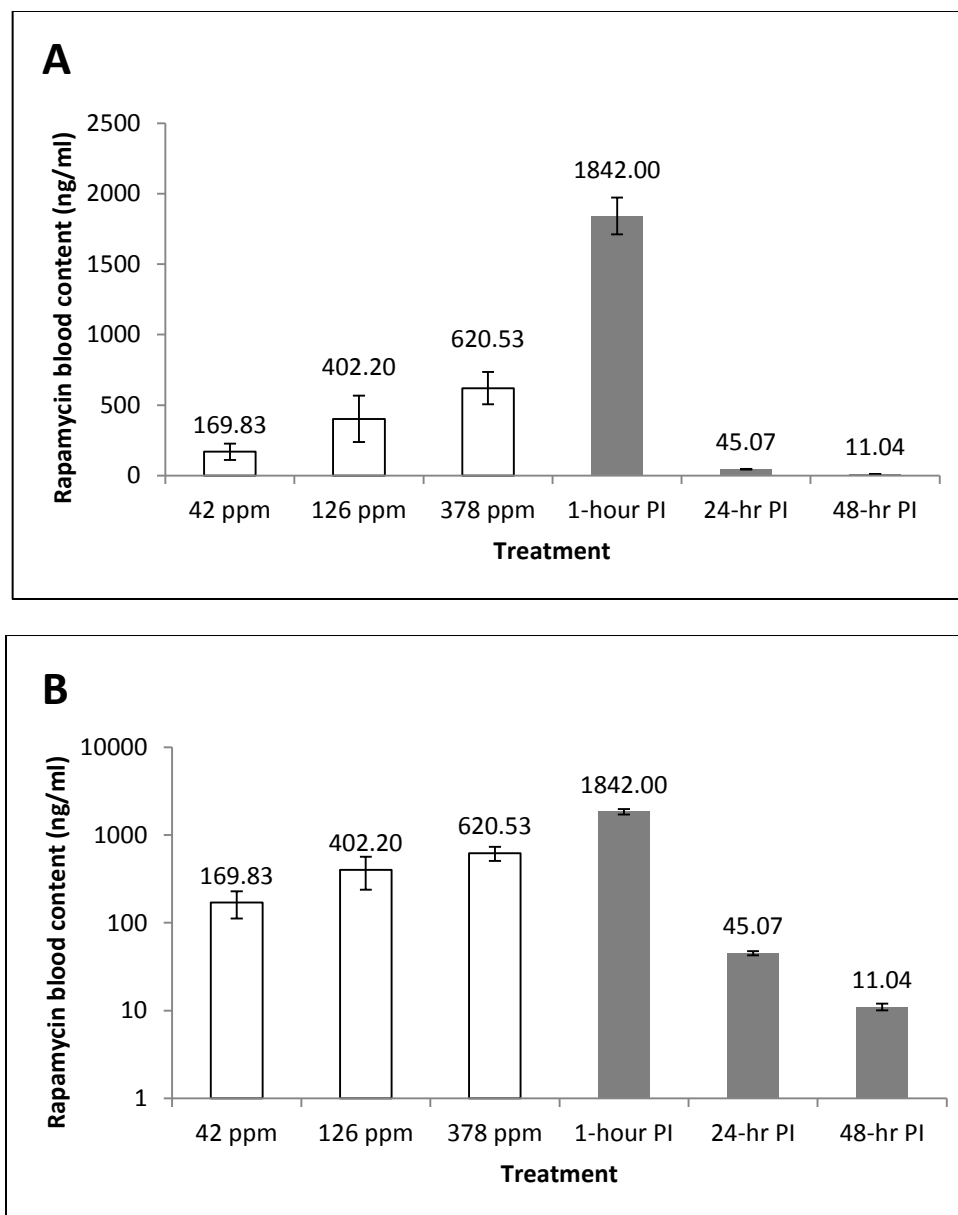 A
Rapamycin blood content (ng/ml)
2500
2000
1500
1000
500
0
1842.00
620.53
402.20
169.83
45.07
11.04
42 ppm 126 ppm 378 ppm 1-hour PI 24-hr PI 48-hr PI
Treatment
B
Rapamycin blood content (ng/ml)
10000
1000
100
10
1
1842.00
620.53
402.20
169.83
45.07
11.04
42 ppm 126 ppm 378 ppm 1-hour PI 24-hr PI 48-hr PI
Treatment